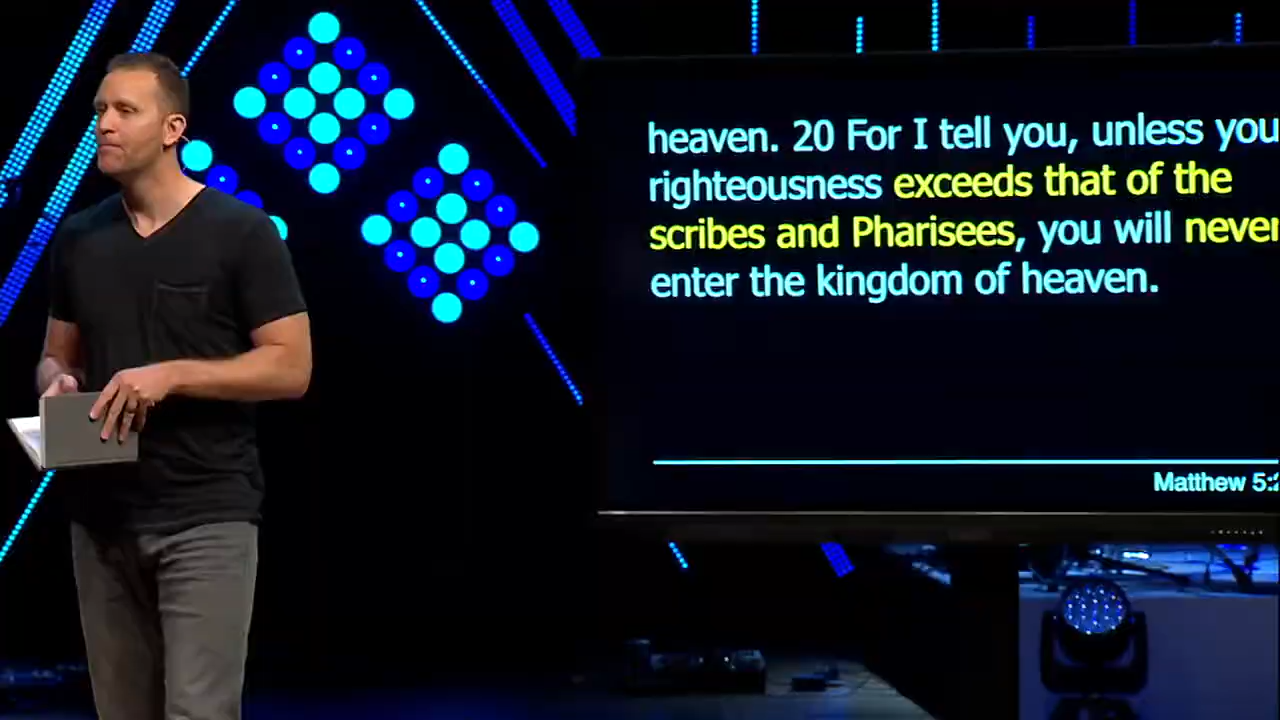 heaven. 20 For I tell you, unless you
righteousness exceeds that of the
scribes and Pharisees, you will never
enter the kingdom of heaven.
Matthew 5:2